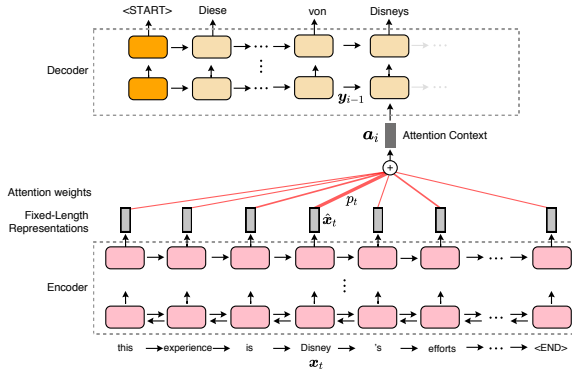 <START> Diese von Disneys
Decoder
y_{i−1}
a_i Attention Context
+
Attention weights
p_t
Fixed-Length
Representations
x̂_t
Encoder
this experience is Disney 's efforts <END>
x_t